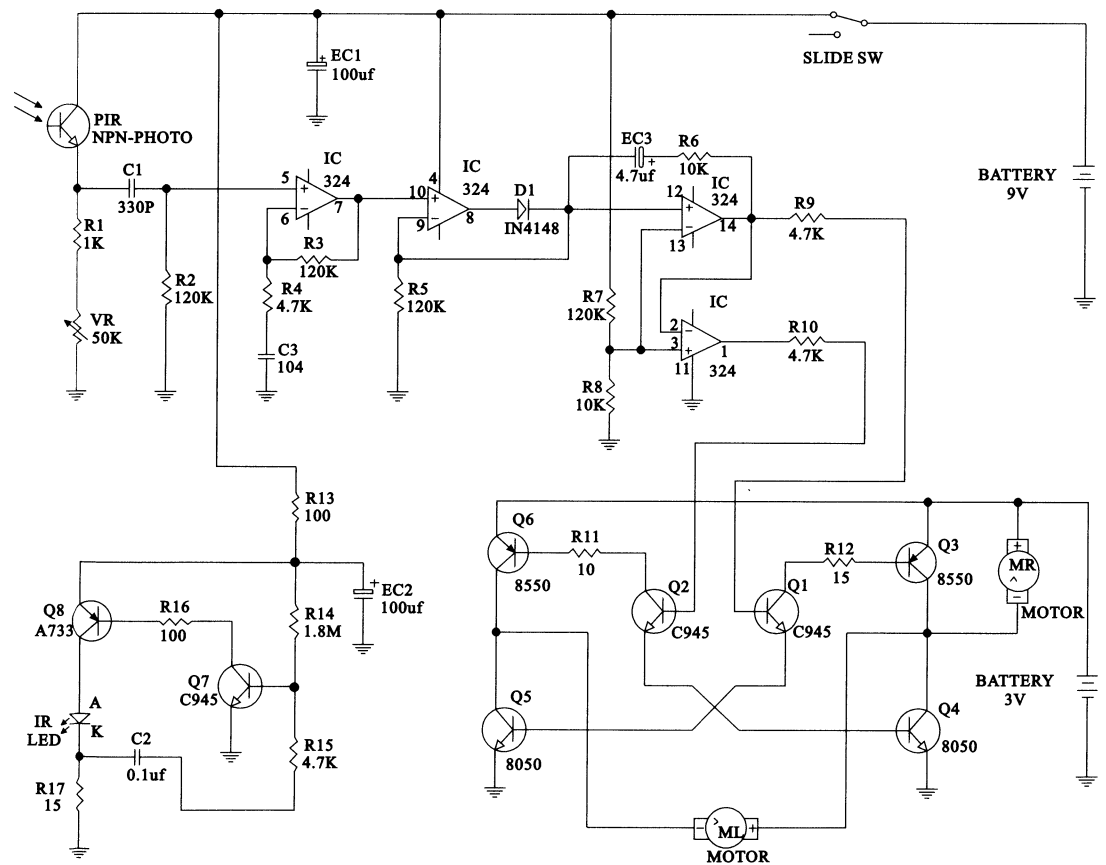 EC1
+
100uf
SLIDE SW
PIR
NPN-PHOTO
C1
330P
5
+
-
6
IC
324
7
4
10
+
-
9
IC
324
8
D1
IN4148
EC3
+
4.7uf
R6
10K
12
+
-
13
IC
324
14
R9
4.7K
BATTERY
9V
R1
1K
R2
120K
R3
120K
R4
4.7K
R5
120K
VR
50K
C3
104
R7
120K
R8
10K
2
-
3
+
11
IC
1
324
R10
4.7K
R13
100
Q6
8550
R11
10
Q2
C945
Q1
C945
R12
15
Q3
8550
+
MR
-
MOTOR
Q8
A733
R16
100
EC2
+
100uf
R14
1.8M
Q7
C945
A
IR
LED
K
C2
0.1uf
R15
4.7K
R17
15
Q5
8050
Q4
8050
BATTERY
3V
- ML +
MOTOR